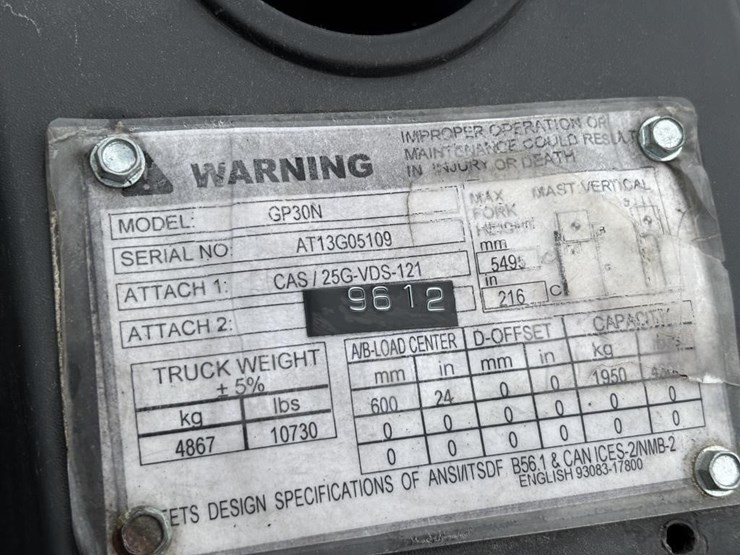 WARNING
IMPROPER OPERATION OR
MAINTENANCE COULD RESULT
IN INJURY OR DEATH
MODEL: GP30N
SERIAL NO AT13G05109
ATTACH 1: CAS / 25G-VDS-121
ATTACH 2:
9612
MAX
FORK
HEIGHT
mm
5495
in
216
MAST VERTICAL
B
C
TRUCK WEIGHT
± 5%
kg lbs
4867 10730
A/B-LOAD CENTER D-OFFSET CAPACITY
mm in mm in kg
600 24 0 0 1950
0 0 0 0 0 0
0 0 0 0 0 0
EETS DESIGN SPECIFICATIONS OF ANSI/ITSDF B56.1 & CAN ICES-2/NMB-2
ENGLISH 93083-17800